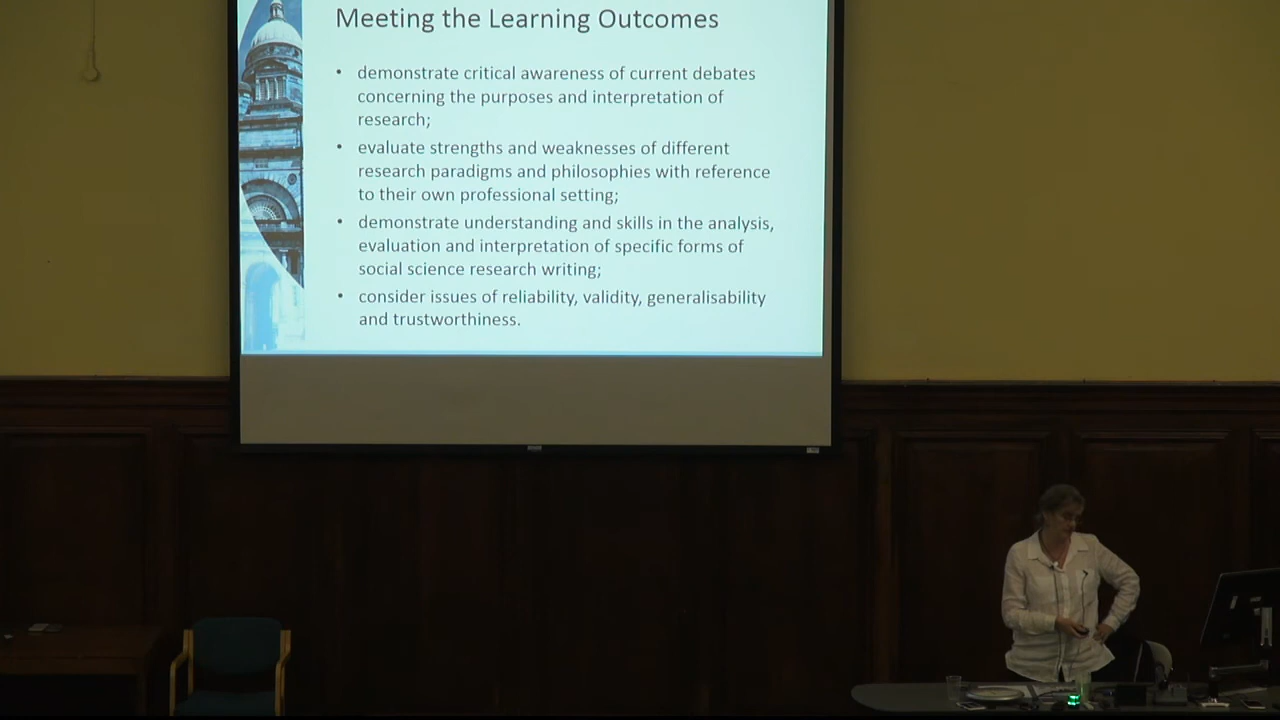 Meeting the Learning Outcomes
• demonstrate critical awareness of current debates
concerning the purposes and interpretation of
research;
• evaluate strengths and weaknesses of different
research paradigms and philosophies with reference
to their own professional setting;
• demonstrate understanding and skills in the analysis,
evaluation and interpretation of specific forms of
social science research writing;
• consider issues of reliability, validity, generalisability
and trustworthiness.